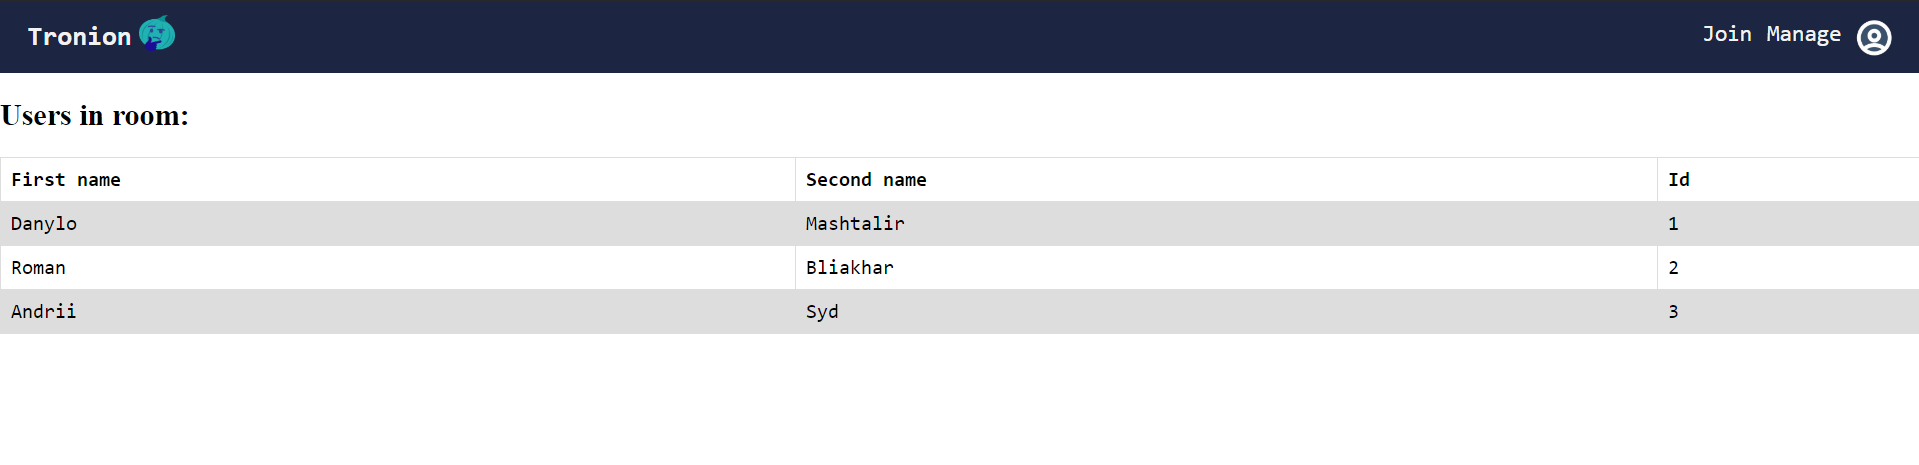 Tronion Join Manage
Users in room:
First name Second name Id
Danylo Mashtalir 1
Roman Bliakhar 2
Andrii Syd 3